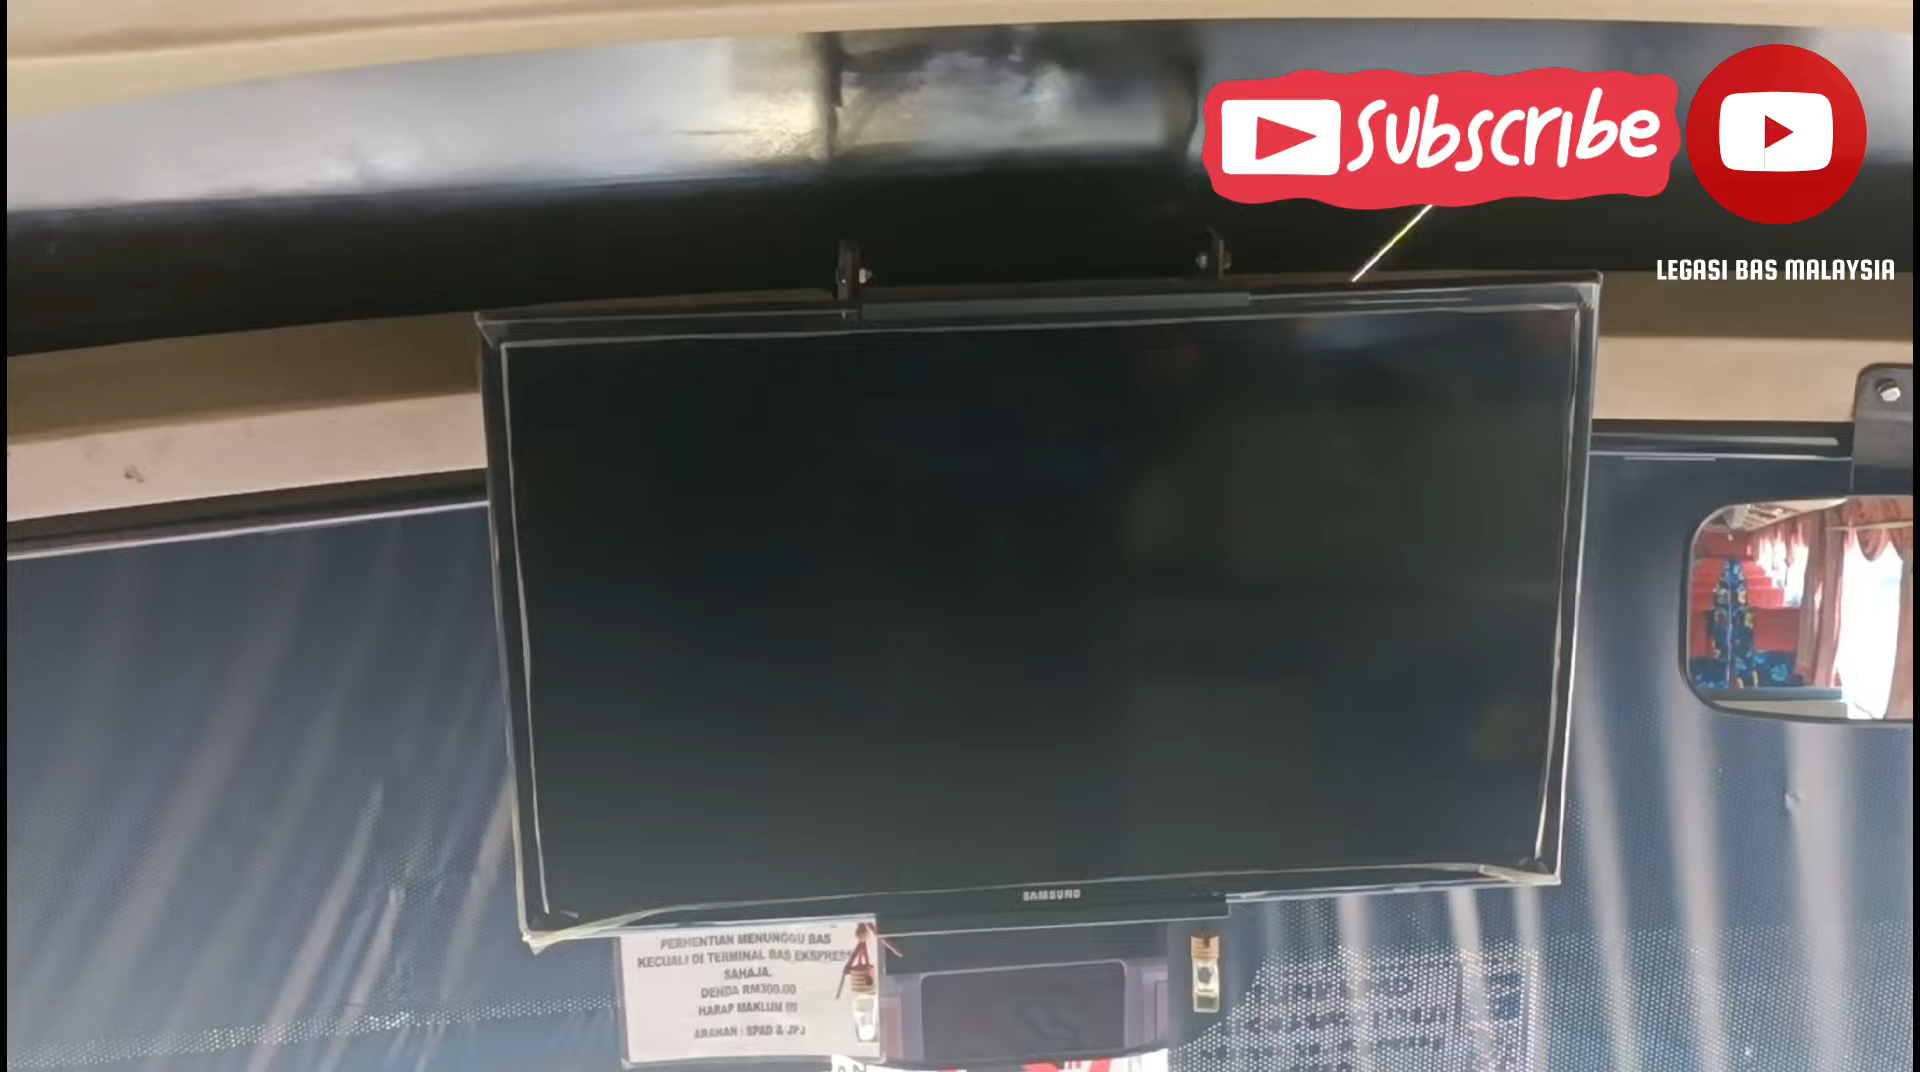 Subscribe
LEGASI BAS MALAYSIA
SAMSUNG
PERHENTIAN MENUNGGU BAS
KECUALI DI TERMINAL BAS EKSPRESS
SAHAJA.
DENDA RM300.00
HARAP MAKLUM !!!
ARAHAN : SPAD & JPJ